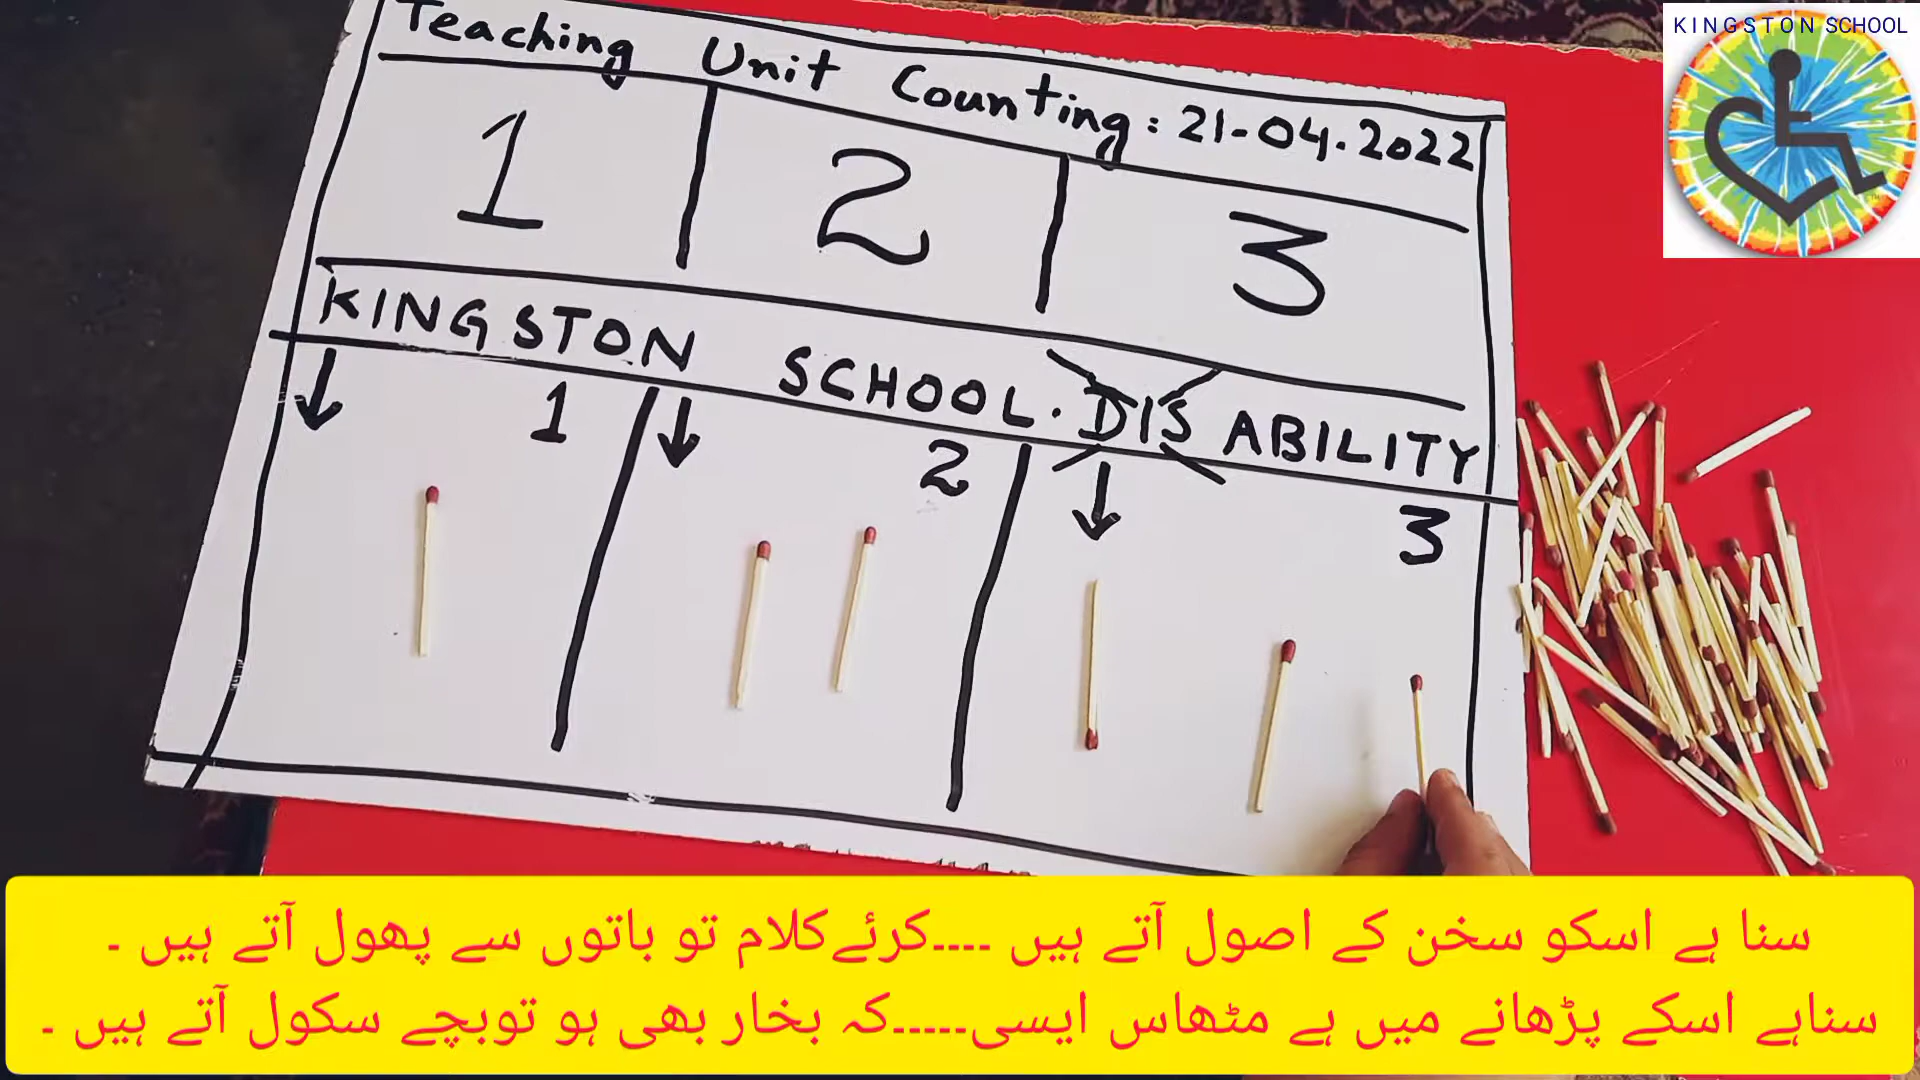 KINGSTON SCHOOL
Teaching Unit Counting: 21-04.2022
1 2 3
KINGSTON SCHOOL. DIS ABILITY
1 2 3
سنا ہے اسکو سخن کے اصول آتے ہیں ....کرئےکلام تو باتوں سے پھول آتے ہیں ۔
سناہے اسکے پڑھانے میں ہے مٹھاس ایسی.....کہ بخار بھی ہو توبچے سکول آتے ہیں ۔